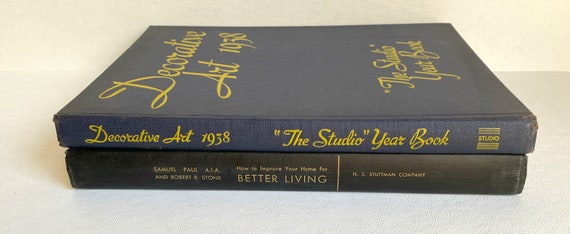 Decorative
Art 1938
"The Studio"
Year Book
Decorative Art 1938 "The Studio" Year Book STUDIO
SAMUEL PAUL A.I.A.
AND ROBERT B. STONE
How to Improve Your Home for
BETTER LIVING
H. S. STUTTMAN COMPANY